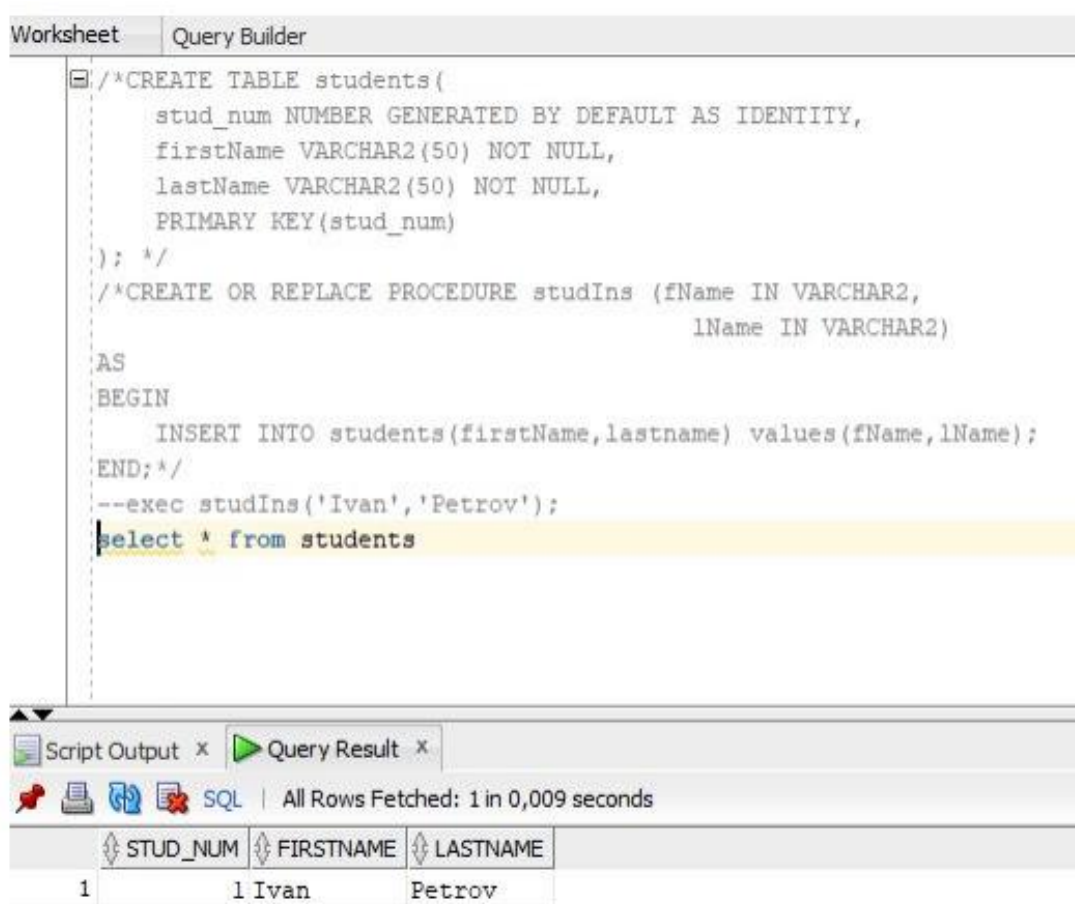 Worksheet Query Builder
/*CREATE TABLE students(
stud_num NUMBER GENERATED BY DEFAULT AS IDENTITY,
firstName VARCHAR2(50) NOT NULL,
lastName VARCHAR2(50) NOT NULL,
PRIMARY KEY(stud_num)
); */
/*CREATE OR REPLACE PROCEDURE studIns (fName IN VARCHAR2,
lName IN VARCHAR2)
AS
BEGIN
INSERT INTO students(firstName,lastname) values(fName,lName);
END;*/
--exec studIns('Ivan','Petrov');
select * from students
Script Output x Query Result x
SQL | All Rows Fetched: 1 in 0,009 seconds
STUD_NUM FIRSTNAME LASTNAME
1 1 Ivan Petrov